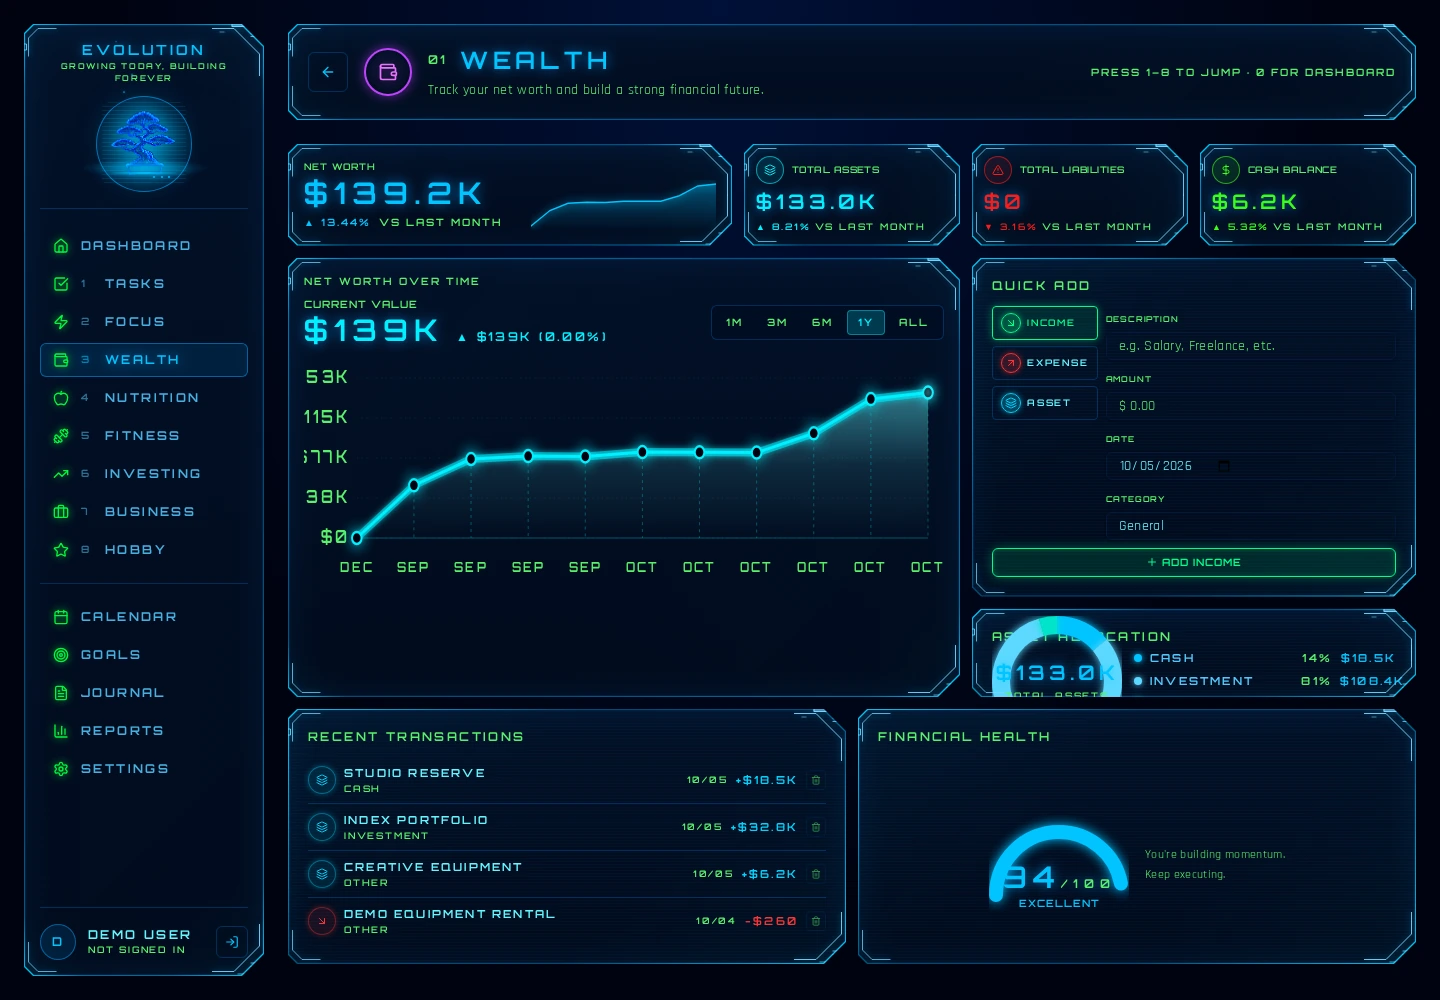 EVOLUTION
GROWING TODAY, BUILDING
FOREVER
DASHBOARD
1 TASKS
2 FOCUS
3 WEALTH
4 NUTRITION
5 FITNESS
6 INVESTING
7 BUSINESS
8 HOBBY
CALENDAR
GOALS
JOURNAL
REPORTS
SETTINGS
DEMO USER
NOT SIGNED IN
01 WEALTH
Track your net worth and build a strong financial future.
PRESS 1–8 TO JUMP · 0 FOR DASHBOARD
NET WORTH
$139.2K
▲ 13.44% VS LAST MONTH
TOTAL ASSETS
$133.0K
▲ 8.21% VS LAST MONTH
TOTAL LIABILITIES
$0
▼ 3.16% VS LAST MONTH
CASH BALANCE
$6.2K
▲ 5.32% VS LAST MONTH
NET WORTH OVER TIME
CURRENT VALUE
$139K ▲ $139K (0.00%)
1M 3M 6M 1Y ALL
53K
115K
$77K
38K
$0
DEC SEP SEP SEP SEP OCT OCT OCT OCT OCT OCT
QUICK ADD
INCOME
EXPENSE
ASSET
DESCRIPTION
e.g. Salary, Freelance, etc.
AMOUNT
$ 0.00
DATE
10/05/2026
CATEGORY
General
+ ADD INCOME
ASSET ALLOCATION
$133.0K
TOTAL ASSETS
CASH 14% $18.5K
INVESTMENT 81% $108.4K
RECENT TRANSACTIONS
STUDIO RESERVE
CASH
10/05 +$18.5K
INDEX PORTFOLIO
INVESTMENT
10/05 +$32.8K
CREATIVE EQUIPMENT
OTHER
10/05 +$6.2K
DEMO EQUIPMENT RENTAL
OTHER
10/04 -$260
FINANCIAL HEALTH
/100
EXCELLENT
You're building momentum.
Keep executing.